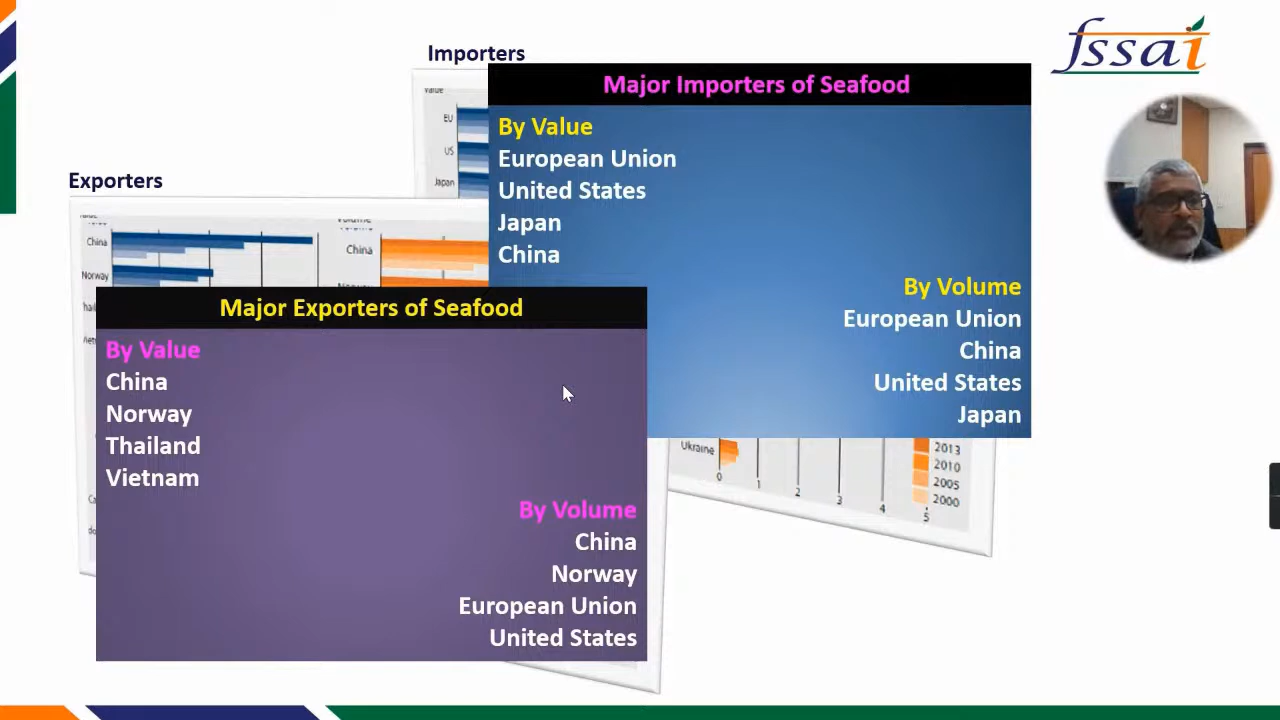 fssai
Importers
Major Importers of Seafood
Value
EU
US
Japan
By Value
European Union
United States
Japan
China
By Volume
European Union
China
United States
Japan
Exporters
China
Norway
China
Major Exporters of Seafood
By Value
China
Norway
Thailand
Vietnam
By Volume
China
Norway
European Union
United States
Ukraine
0 1 2 3 4 5
2013
2010
2005
2000